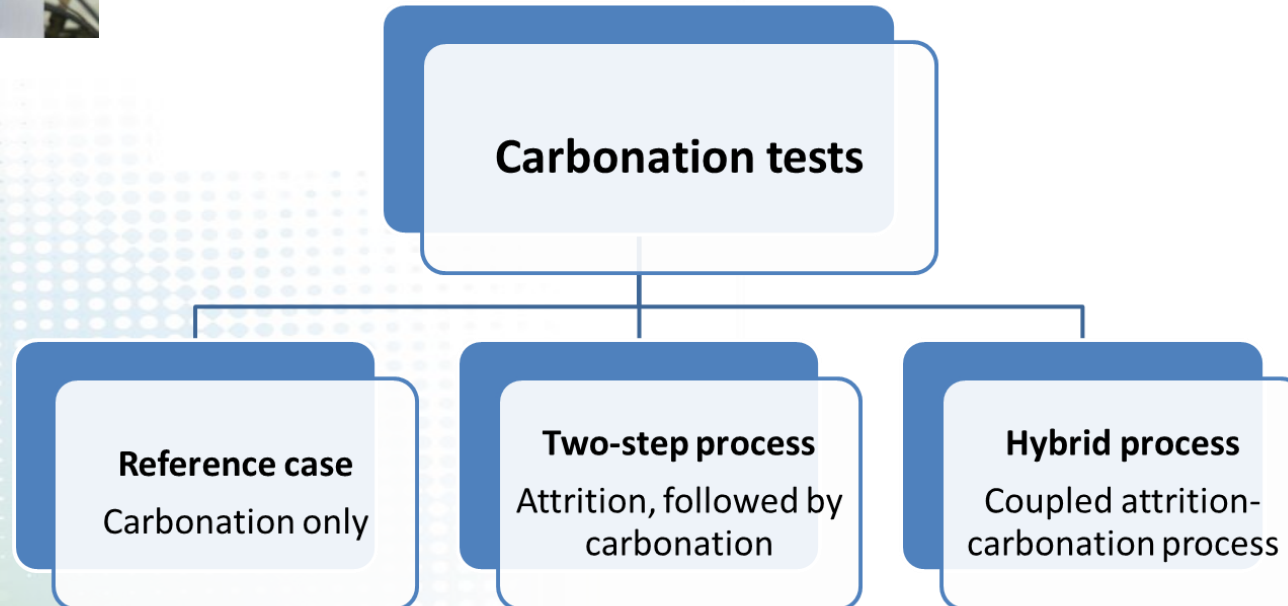 Carbonation tests
Reference case
Carbonation only
Two-step process
Attrition, followed by
carbonation
Hybrid process
Coupled attrition-
carbonation process